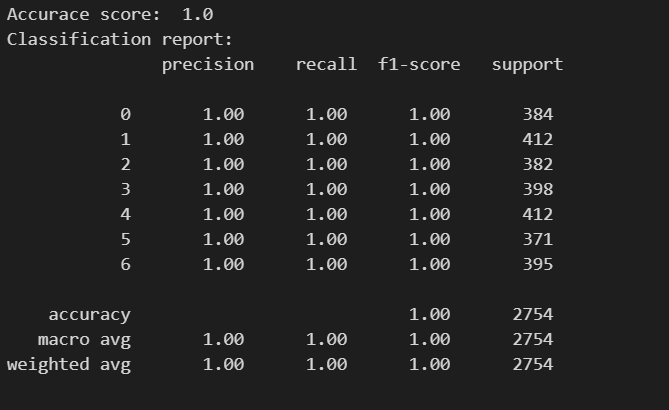 Accurace score:  1.0
Classification report:
               precision    recall  f1-score   support

           0       1.00      1.00      1.00       384
           1       1.00      1.00      1.00       412
           2       1.00      1.00      1.00       382
           3       1.00      1.00      1.00       398
           4       1.00      1.00      1.00       412
           5       1.00      1.00      1.00       371
           6       1.00      1.00      1.00       395

    accuracy                           1.00      2754
   macro avg       1.00      1.00      1.00      2754
weighted avg       1.00      1.00      1.00      2754